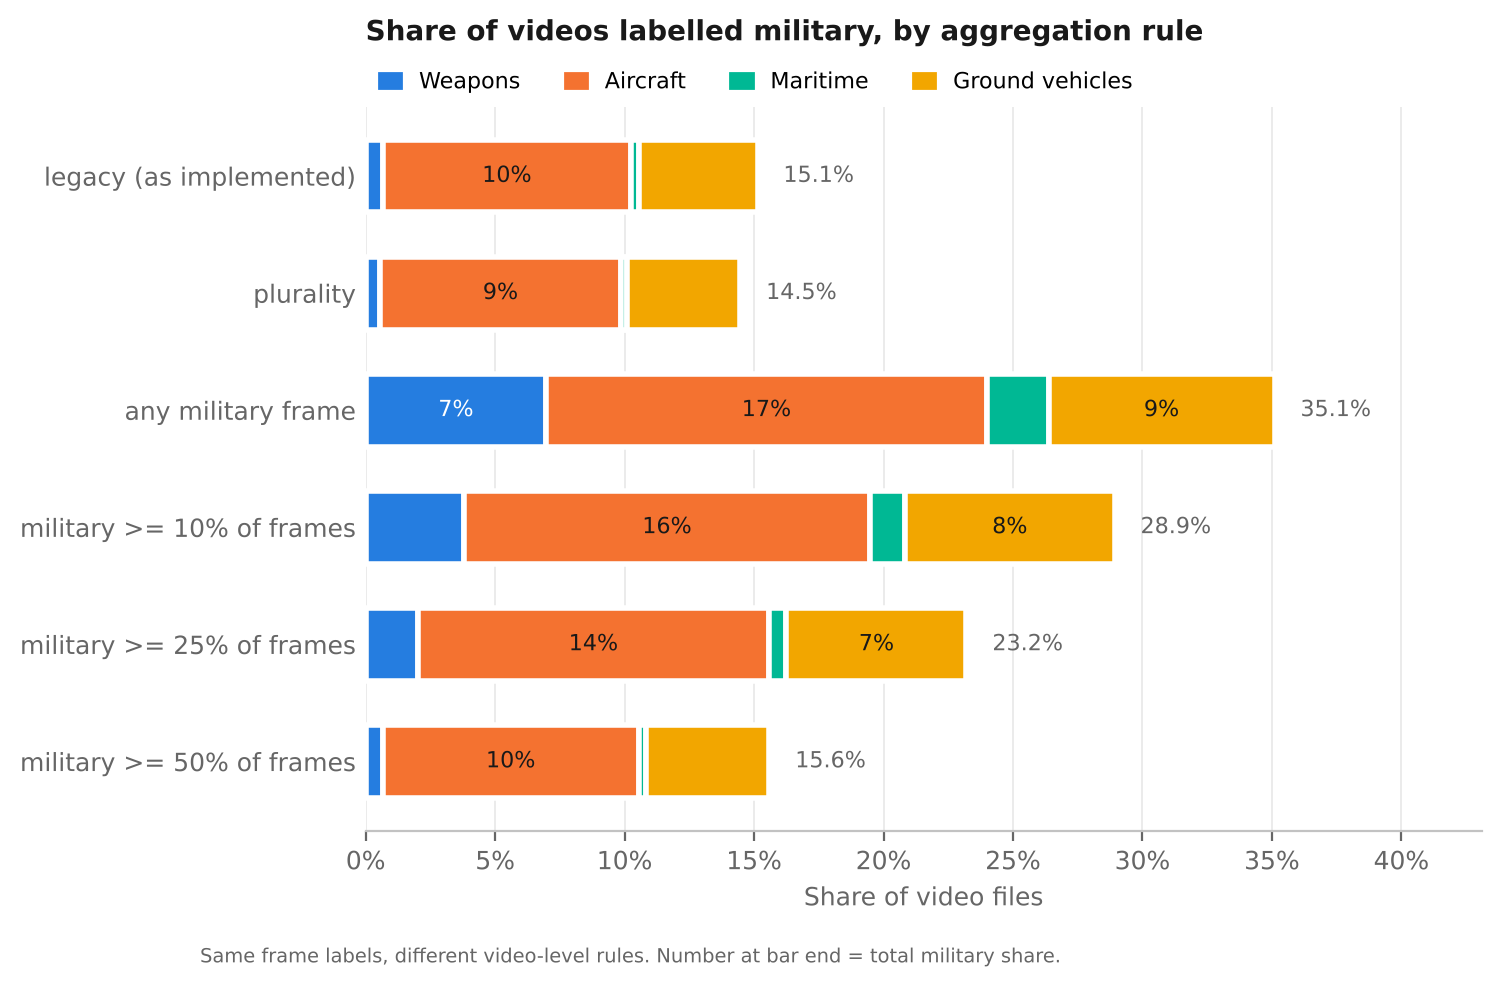 Share of videos labelled military, by aggregation rule
Weapons Aircraft Maritime Ground vehicles
legacy (as implemented) 10% 15.1%
plurality 9% 14.5%
any military frame 7% 17% 9% 35.1%
military >= 10% of frames 16% 8% 28.9%
military >= 25% of frames 14% 7% 23.2%
military >= 50% of frames 10% 15.6%
0% 5% 10% 15% 20% 25% 30% 35% 40%
Share of video files
Same frame labels, different video-level rules. Number at bar end = total military share.